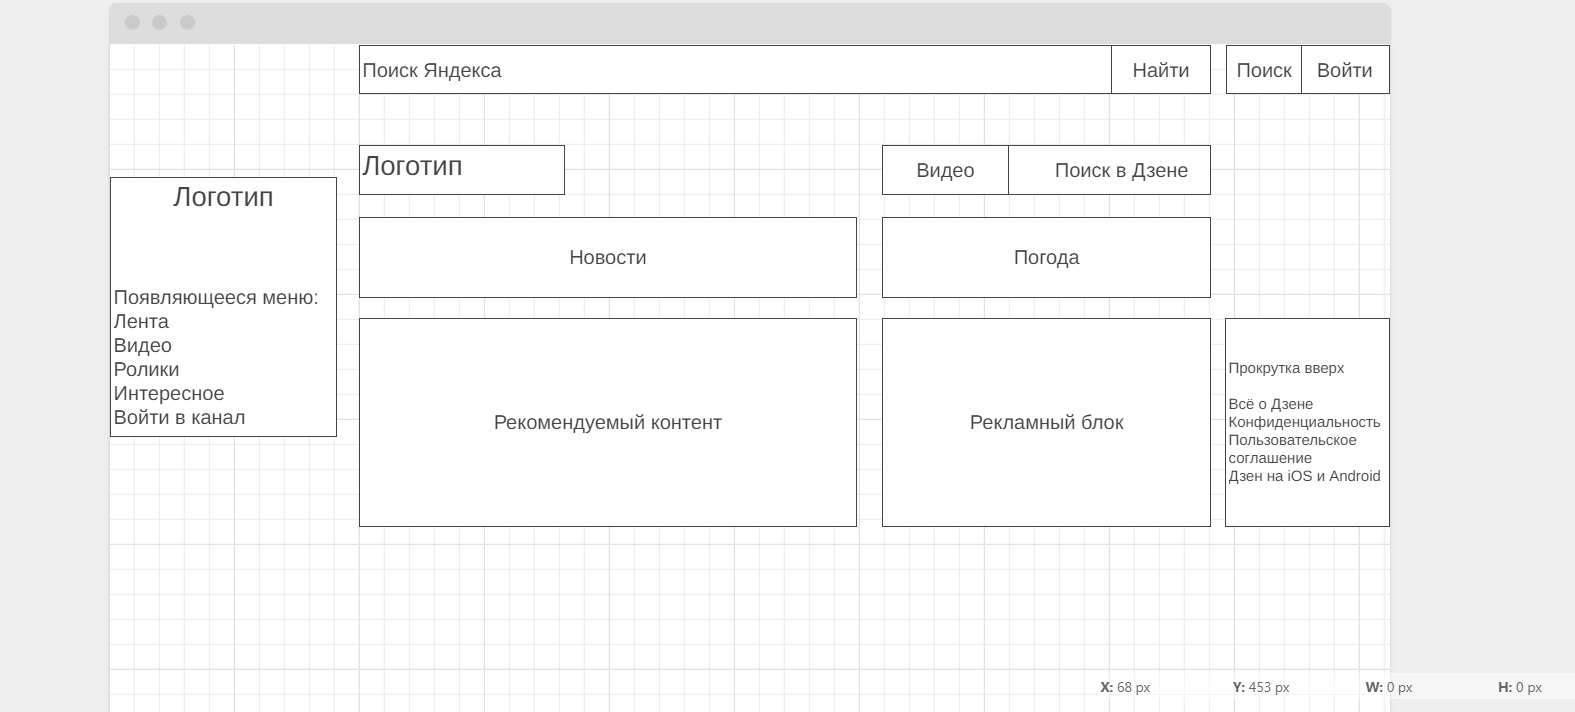 Поиск Яндекса
Найти
Поиск
Войти
Логотип
Видео
Поиск в Дзене
Логотип
Появляющееся меню:
Лента
Видео
Ролики
Интересное
Войти в канал
Новости
Погода
Рекомендуемый контент
Рекламный блок
Прокрутка вверх
Всё о Дзене
Конфиденциальность
Пользовательское
соглашение
Дзен на iOS и Android
X: 68 px
Y: 453 px
W: 0 px
H: 0 px